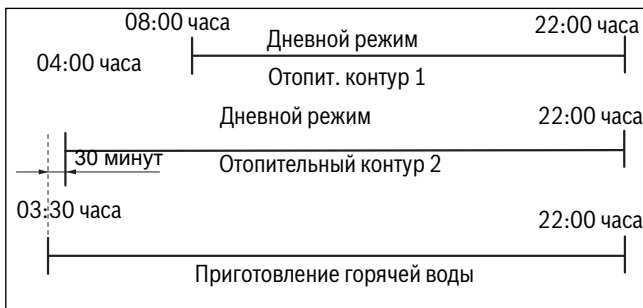 08:00 часа
22:00 часа
Дневной режим
04:00 часа
Отопит. контур 1
Дневной режим
22:00 часа
30 минут
Отопительный контур 2
03:30 часа
22:00 часа
Приготовление горячей воды